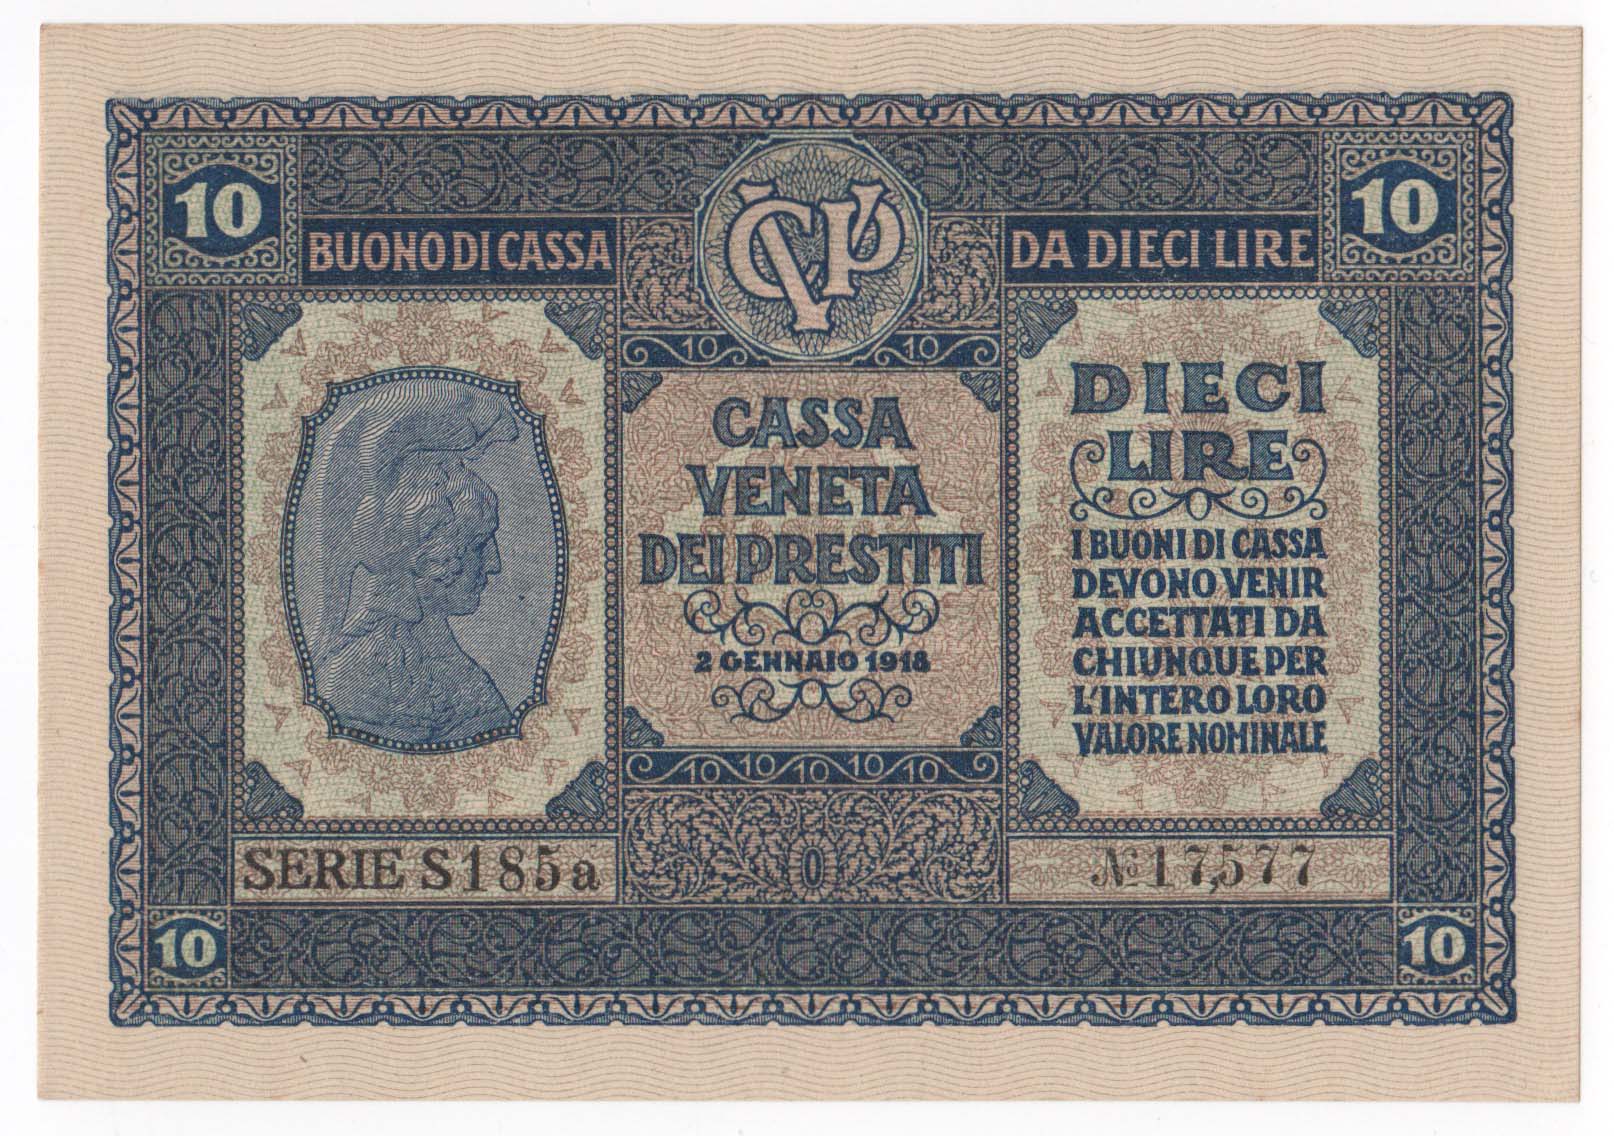 10
10
BUONO DI CASSA
CVP
DA DIECI LIRE
10 10
CASSA
VENETA
DEI PRESTITI
2 GENNAIO 1918
10 10 10 10 10
DIECI
LIRE
I BUONI DI CASSA
DEVONO VENIR
ACCETTATI DA
CHIUNQUE PER
L'INTERO LORO
VALORE NOMINALE
SERIE S185a
№ 17,577
10
10